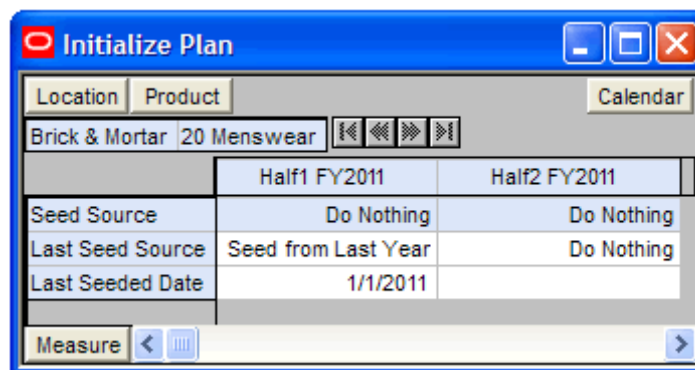 Initialize Plan
Location Product Calendar
Brick & Mortar 20 Menswear
Half1 FY2011 Half2 FY2011
Seed Source Do Nothing Do Nothing
Last Seed Source Seed from Last Year Do Nothing
Last Seeded Date 1/1/2011
Measure